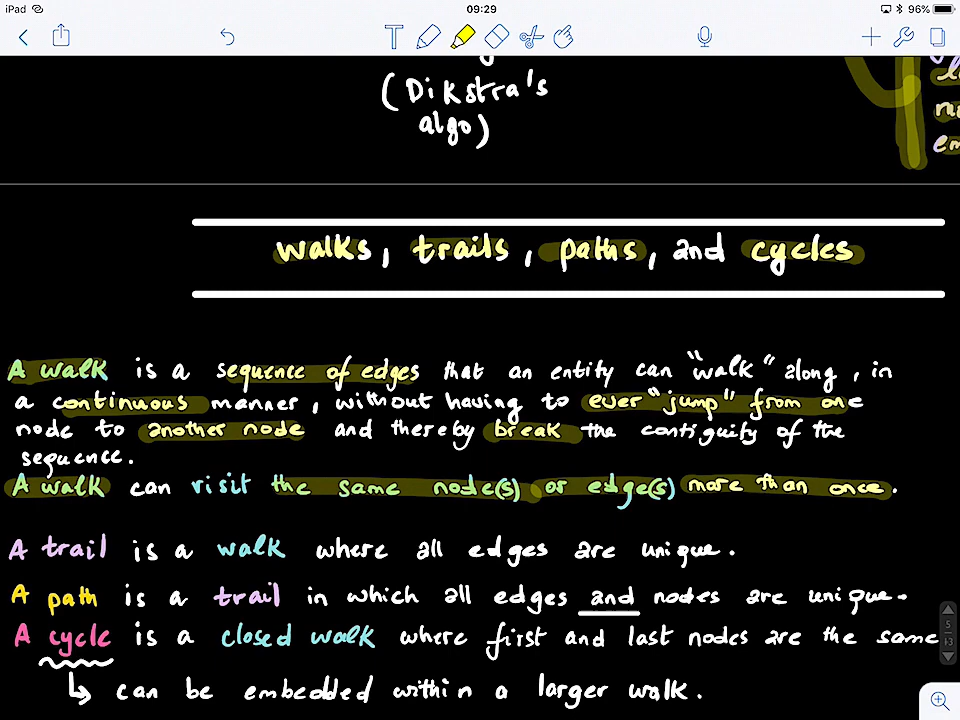 iPad
09:29
96%
T
(Dikstra's
algo)
walks, trails, paths, and cycles
A walk is a sequence of edges that an entity can "walk" along, in
a continuous manner, without having to ever "jump" from one
node to another node and thereby break the contiguity of the
sequence.
A walk can visit the same node(s) or edge(s) more than once.
A trail is a walk where all edges are unique.
A path is a trail in which all edges and nodes are unique.
A cycle is a closed walk where first and last nodes are the same
↳ can be embedded within a larger walk.
5
13